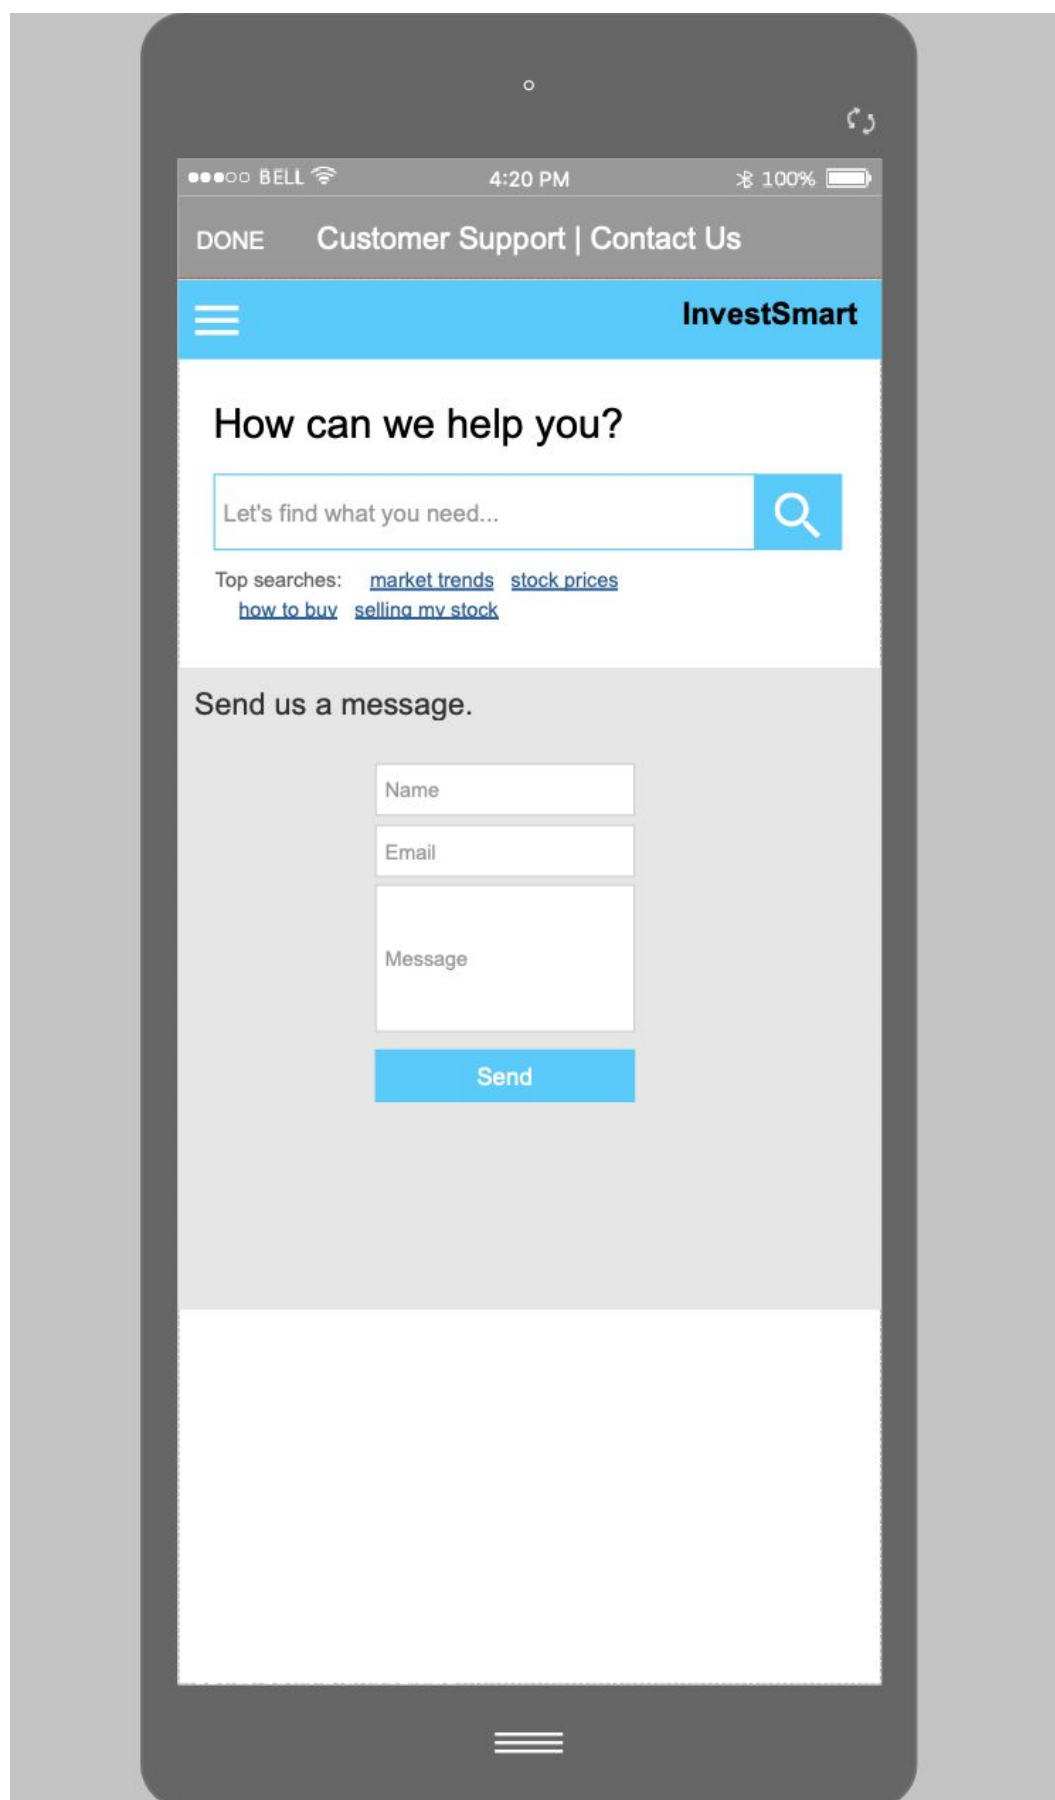 BELL 4:20 PM 100%
DONE Customer Support | Contact Us
InvestSmart
How can we help you?
Let's find what you need...
Top searches: market trends stock prices
how to buy selling my stock
Send us a message.
Name
Email
Message
Send